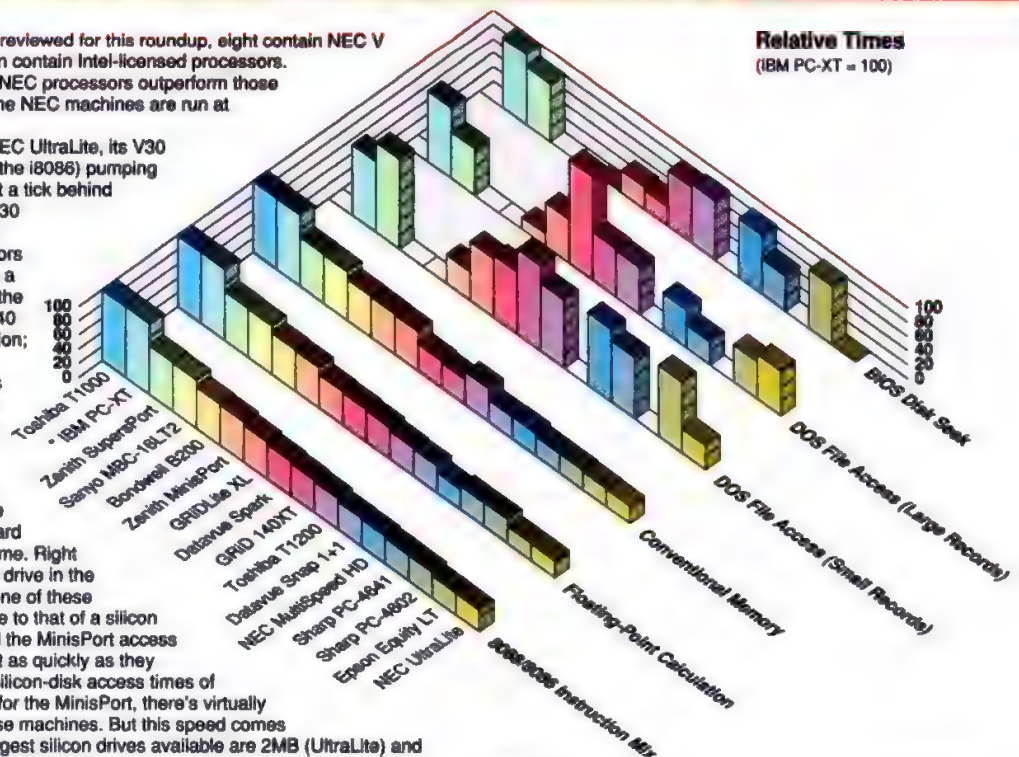 reviewed for this roundup, eight contain NEC V
n contain Intel-licensed processors.
NEC processors outperform those
ne NEC machines are run at
EC UltraLite, its V30
the i8086) pumping
t a tick behind
30
ors
a
the
40
ion;
s
ard
me. Right
drive in the
one of these
e to that of a silicon
d the MinisPort access
t as quickly as they
silicon-disk access times of
for the MinisPort, there's virtually
se machines. But this speed comes
rgest silicon drives available are 2MB (UltraLite) and
Relative Times
(IBM PC-XT = 100)
100
80
60
40
20
0
100
80
60
40
20
0
Toshiba T1000
* IBM PC-XT
Zenith SupersPort
Sanyo MBC-16LT2
Bondwell B200
Zenith MinisPort
GRIDLite XL
Datavue Spark
GRID 140XT
Toshiba T1200
Datavue Snap 1+1
NEC MultiSpeed HD
Sharp PC-4641
Sharp PC-4602
Epson Equity LT
NEC UltraLite
BIOS Disk Seek
DOS File Access (Large Records)
DOS File Access (Small Records)
Conventional Memory
Floating-Point Calculation
8088/8086 Instruction Mix